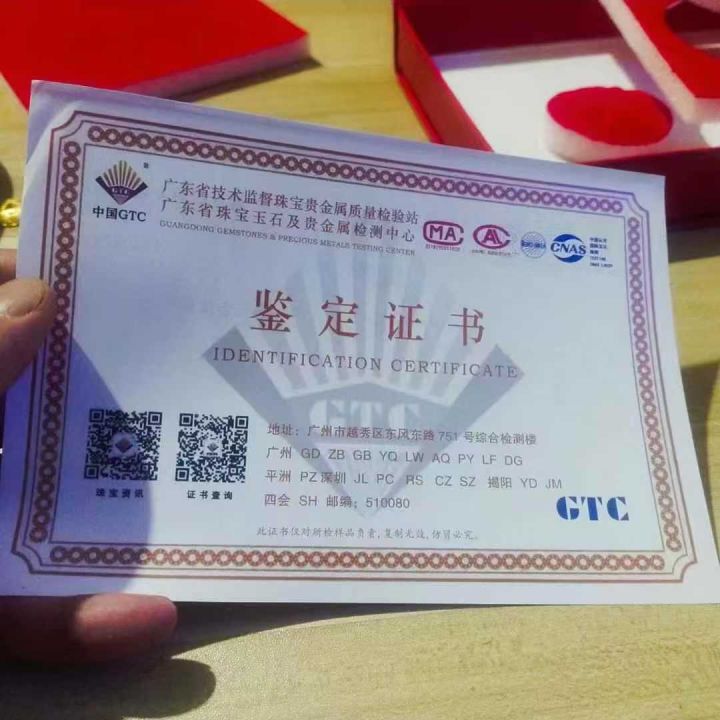 GTC
中国GTC
广东省技术监督珠宝贵金属质量检验站
广东省珠宝玉石及贵金属检测中心
GUANGDONG GEMSTONES & PRECIOUS METALS TESTING CENTER
MA
AL
CNAS
鉴定证书
IDENTIFICATION CERTIFICATE
GTC
珠宝资讯
证书查询
地址:广州市越秀区东风东路751号综合检测楼
广州 GD ZB GB YQ LW AQ PY LF DG
平洲 PZ 深圳 JL PC RS CZ SZ 揭阳 YD JM
四会 SH 邮编:510080
GTC
此证书仅对所检样品负责,复制无效,仿冒必究。